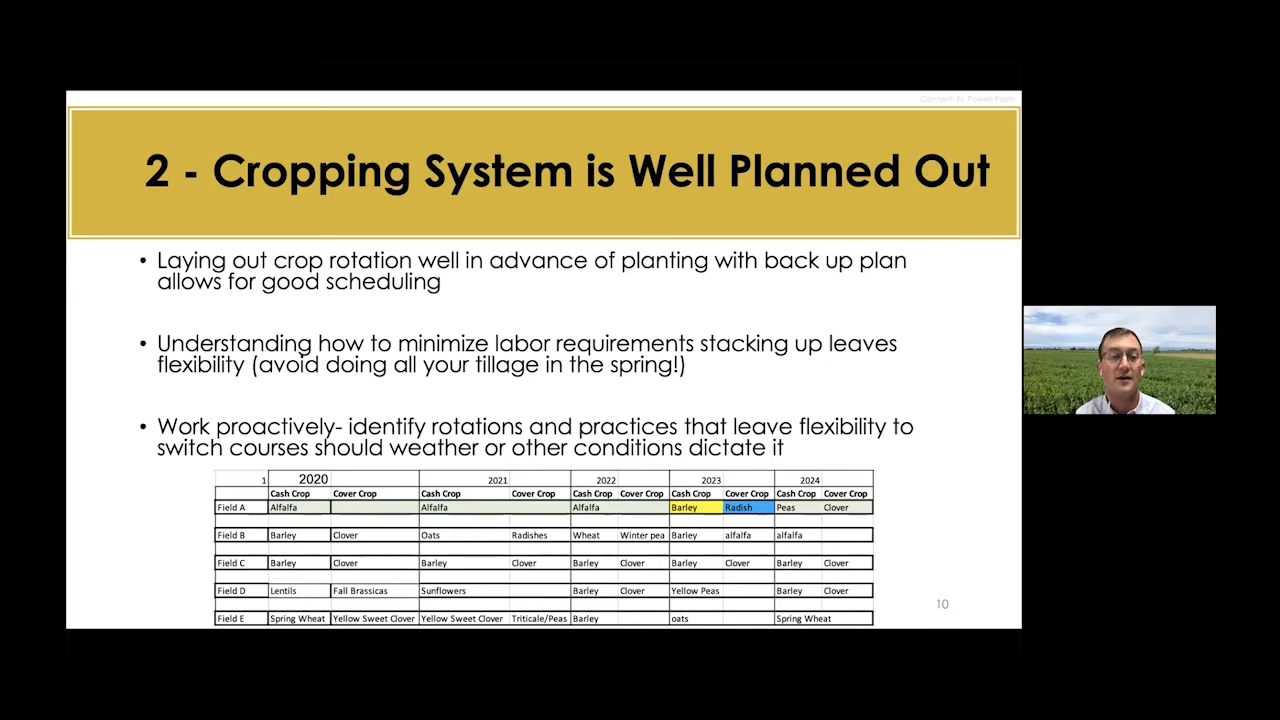 Content: N. Powell-Palm
2 - Cropping System is Well Planned Out
• Laying out crop rotation well in advance of planting with back up plan
allows for good scheduling
• Understanding how to minimize labor requirements stacking up leaves
flexibility (avoid doing all your tillage in the spring!)
• Work proactively- identify rotations and practices that leave flexibility to
switch courses should weather or other conditions dictate it
1 2020 2021 2022 2023 2024
Cash Crop Cover Crop Cash Crop Cover Crop Cash Crop Cover Crop Cash Crop Cover Crop Cash Crop Cover Crop
Field A Alfalfa Alfalfa Alfalfa Barley Radish Peas Clover
Field B Barley Clover Oats Radishes Wheat Winter pea Barley alfalfa alfalfa
Field C Barley Clover Barley Clover Barley Clover Barley Clover Barley Clover
Field D Lentils Fall Brassicas Sunflowers Barley Clover Yellow Peas Barley Clover
Field E Spring Wheat Yellow Sweet Clover Yellow Sweet Clover Triticale/Peas Barley oats Spring Wheat
10